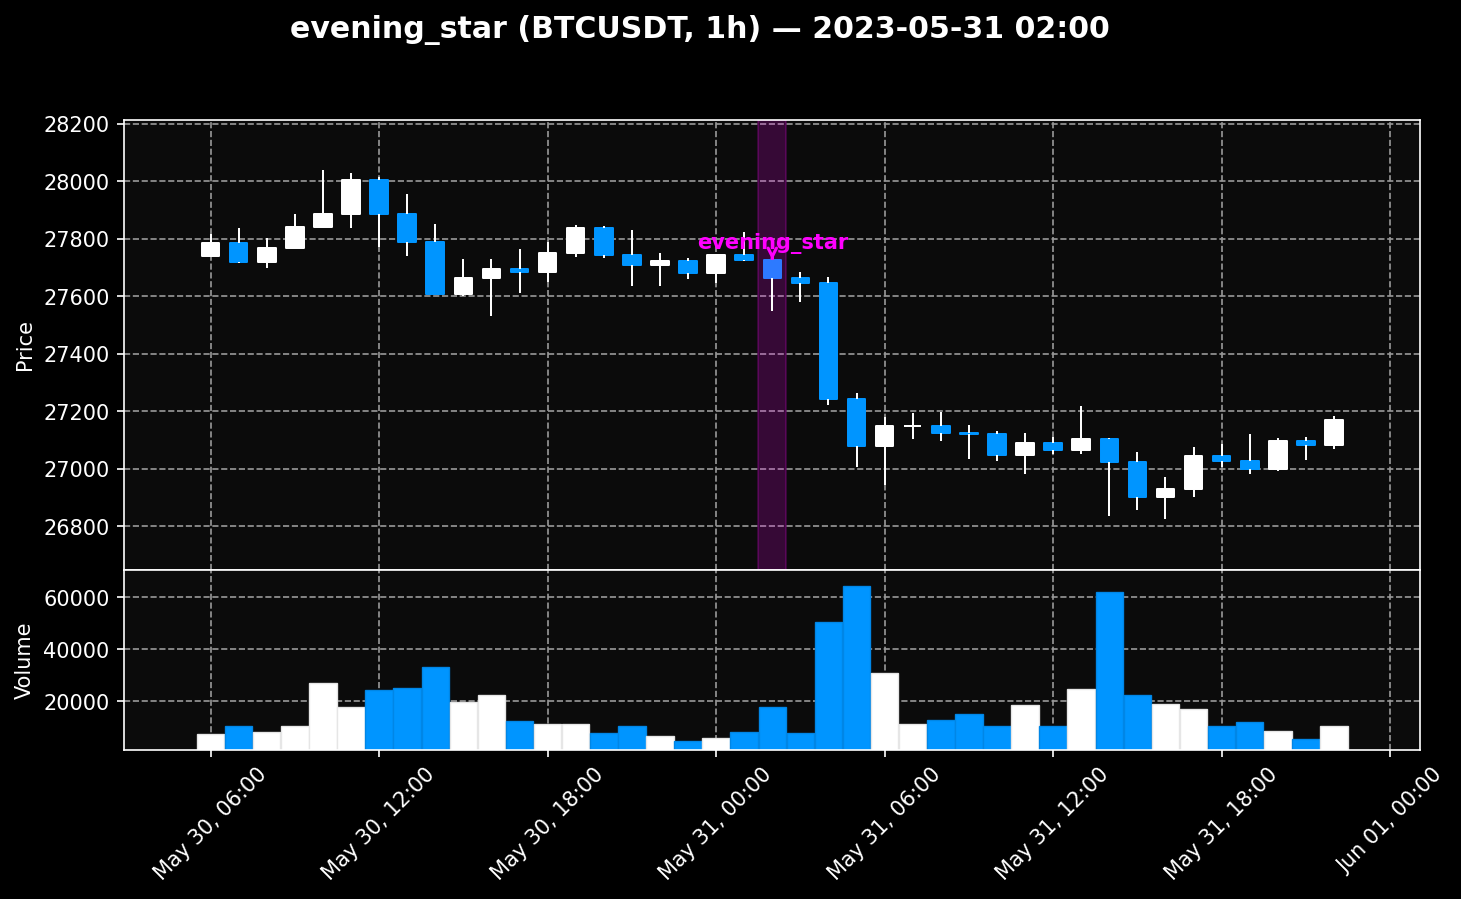 evening_star (BTCUSDT, 1h) — 2023-05-31 02:00
28200
28000
27800
27600
27400
27200
27000
26800
Price
evening_star
60000
40000
20000
Volume
May 30, 06:00
May 30, 12:00
May 30, 18:00
May 31, 00:00
May 31, 06:00
May 31, 12:00
May 31, 18:00
Jun 01, 00:00